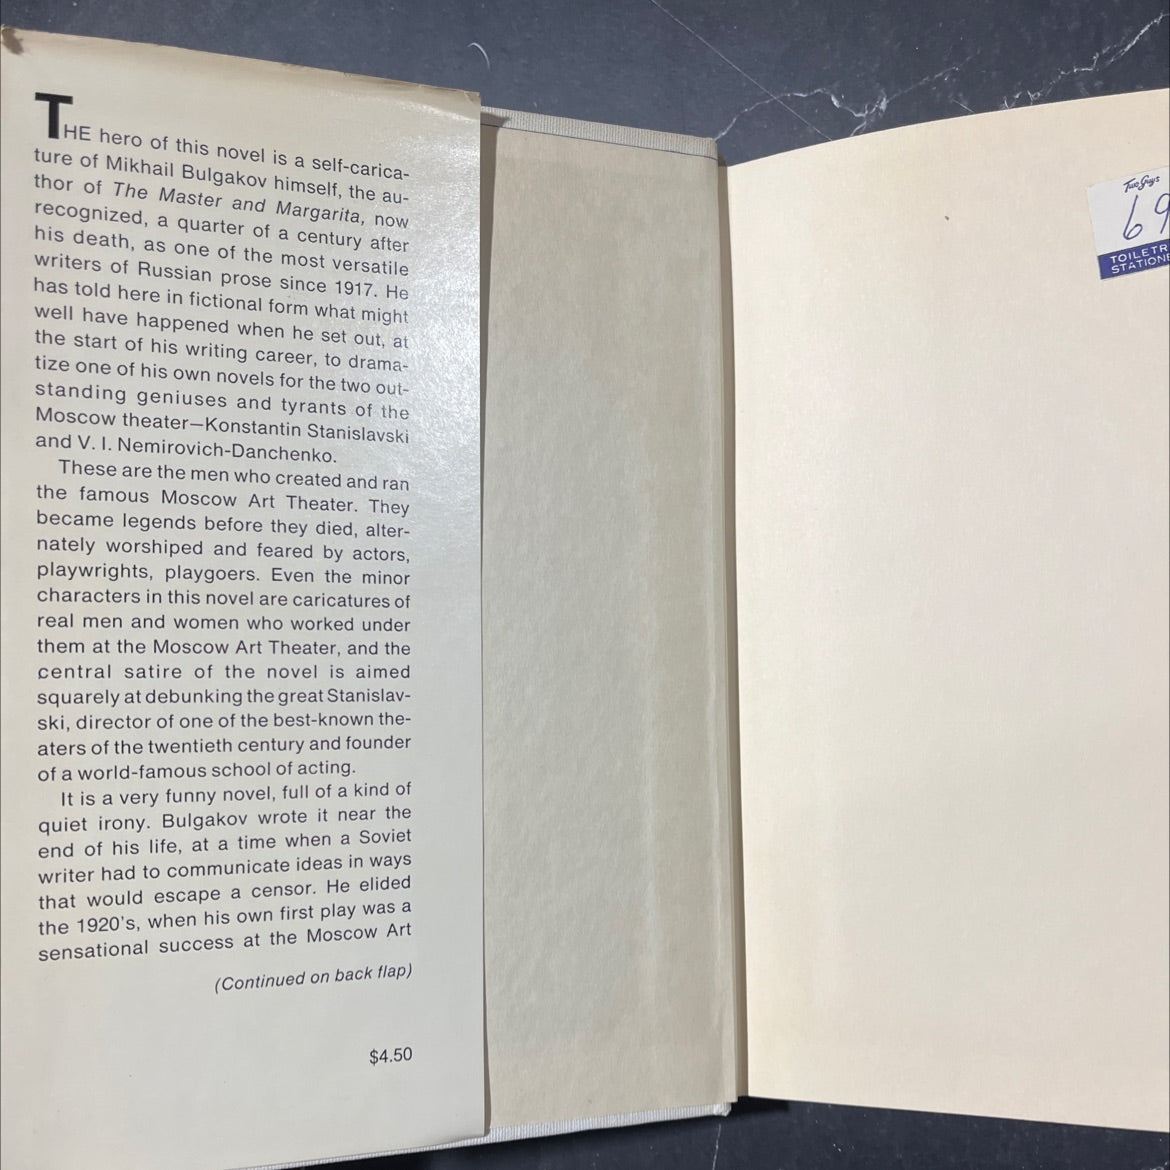 THE hero of this novel is a self-carica-
ture of Mikhail Bulgakov himself, the au-
thor of The Master and Margarita, now
recognized, a quarter of a century after
his death, as one of the most versatile
writers of Russian prose since 1917. He
has told here in fictional form what might
well have happened when he set out, at
the start of his writing career, to drama-
tize one of his own novels for the two out-
standing geniuses and tyrants of the
Moscow theater—Konstantin Stanislavski
and V. I. Nemirovich-Danchenko.
These are the men who created and ran
the famous Moscow Art Theater. They
became legends before they died, alter-
nately worshiped and feared by actors,
playwrights, playgoers. Even the minor
characters in this novel are caricatures of
real men and women who worked under
them at the Moscow Art Theater, and the
central satire of the novel is aimed
squarely at debunking the great Stanislav-
ski, director of one of the best-known the-
aters of the twentieth century and founder
of a world-famous school of acting.
It is a very funny novel, full of a kind of
quiet irony. Bulgakov wrote it near the
end of his life, at a time when a Soviet
writer had to communicate ideas in ways
that would escape a censor. He elided
the 1920's, when his own first play was a
sensational success at the Moscow Art
(Continued on back flap)
$4.50
Two Guys
69
TOILETR
STATIONE